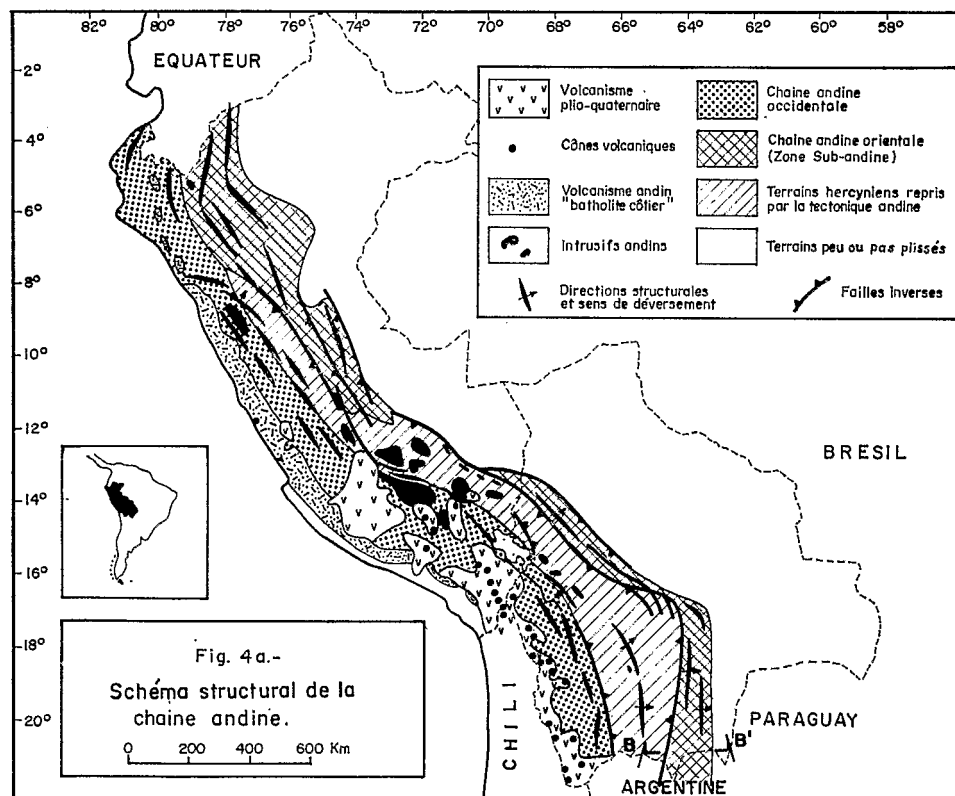 82° 80° 78° 76° 74° 72° 70° 68° 66° 64° 62° 60° 58°
EQUATEUR
2°
4°
6°
8°
10°
12°
14°
16°
18°
20°
Volcanisme
plio-quaternaire
Cônes volcaniques
Volcanisme andin
"batholite côtier"
Intrusifs andins
Directions structurales
et sens de déversement
Chaine andine
occidentale
Chaine andine orientale
(Zone Sub-andine)
Terrains hercyniens repris
par la tectonique andine
Terrains peu ou pas plissés
Failles inverses
BRESIL
CHILI
PARAGUAY
B B'
ARGENTINE
Fig. 4a.-
Schéma structural de la
chaine andine.
0 200 400 600 Km